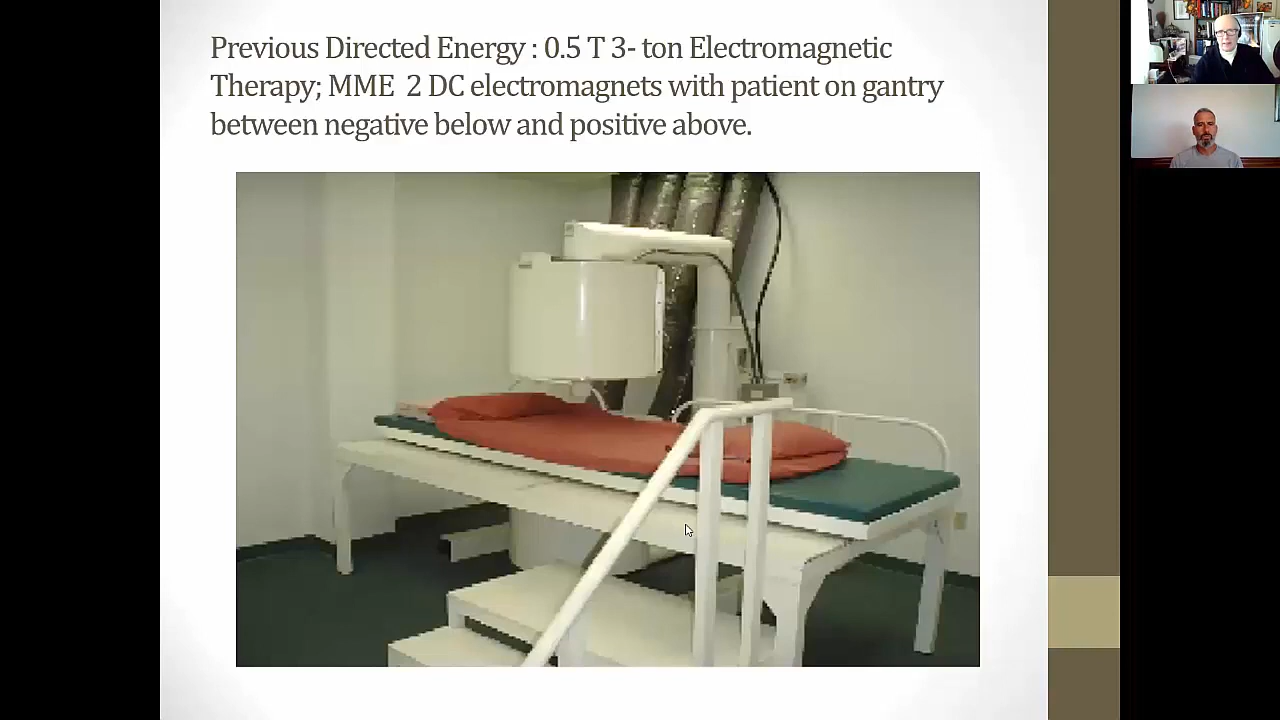 Previous Directed Energy : 0.5 T 3- ton Electromagnetic
Therapy; MME  2 DC electromagnets with patient on gantry
between negative below and positive above.